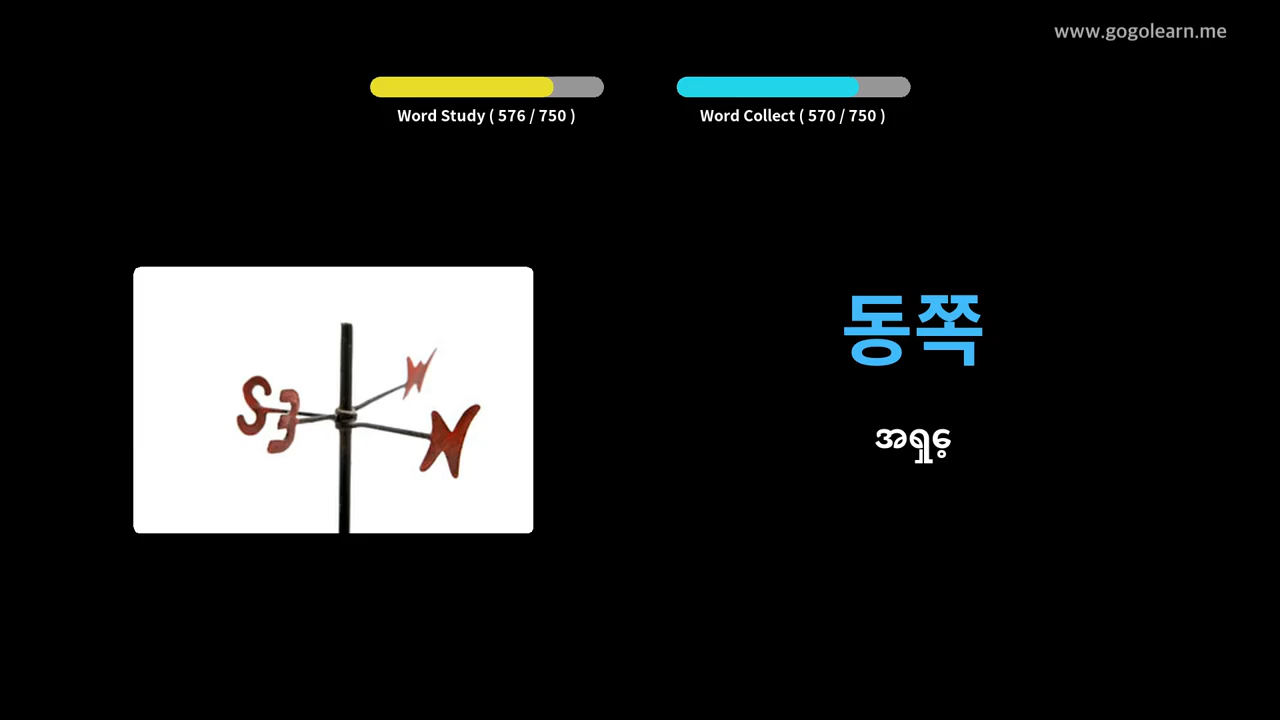 www.gogolearn.me
Word Study ( 576 / 750 )
Word Collect ( 570 / 750 )
동쪽
အရှေ့
S E W N